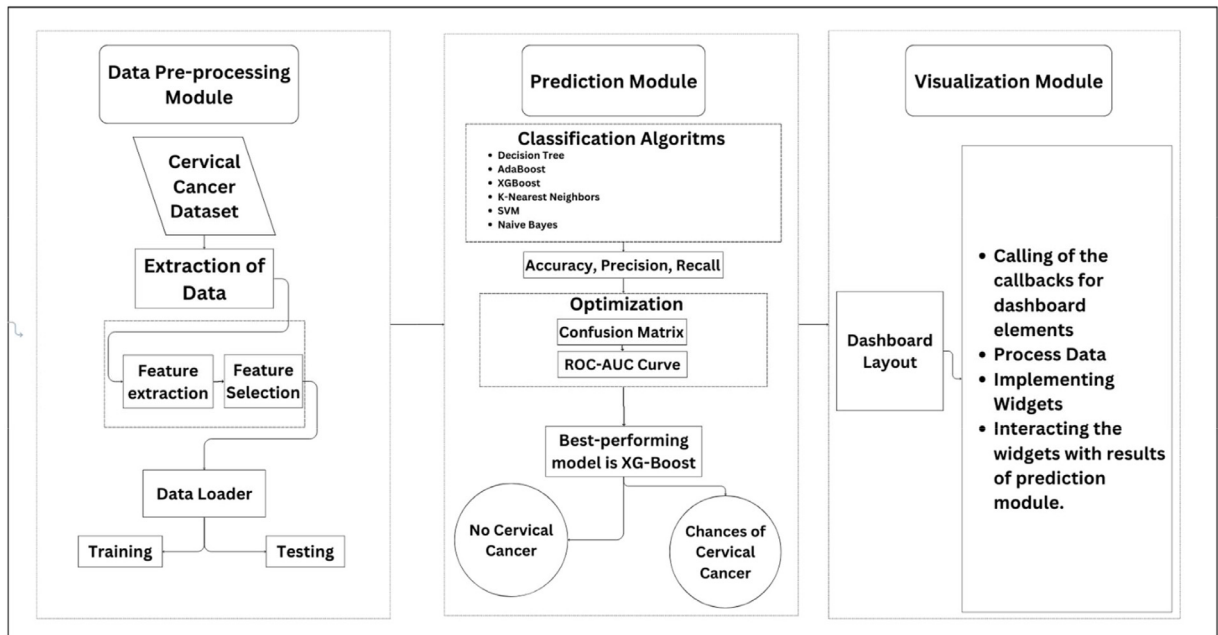 Data Pre-processing
Module
Cervical
Cancer
Dataset
Extraction of
Data
Feature
extraction
Feature
Selection
Data Loader
Training
Testing
Prediction Module
Classification Algoritms
• Decision Tree
• AdaBoost
• XGBoost
• K-Nearest Neighbors
• SVM
• Naive Bayes
Accuracy, Precision, Recall
Optimization
Confusion Matrix
ROC-AUC Curve
Best-performing
model is XG-Boost
No Cervical
Cancer
Chances of
Cervical
Cancer
Visualization Module
Dashboard
Layout
• Calling of the
callbacks for
dashboard
elements
• Process Data
• Implementing
Widgets
• Interacting the
widgets with results
of prediction
module.